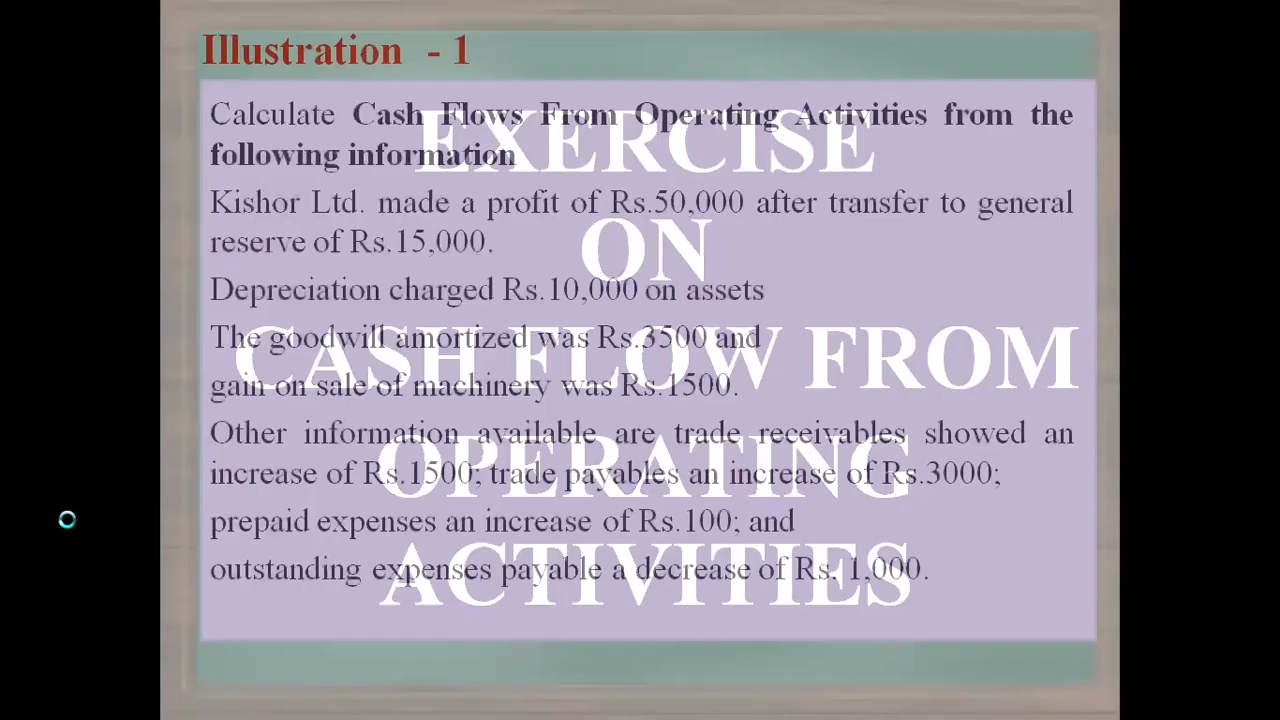 Illustration - 1
Calculate Cash Flows From Operating Activities from the
following information
Kishor Ltd. made a profit of Rs.50,000 after transfer to general
reserve of Rs.15,000.
Depreciation charged Rs.10,000 on assets
The goodwill amortized was Rs.3500 and
gain on sale of machinery was Rs.1500.
Other information available are trade receivables showed an
increase of Rs.1500; trade payables an increase of Rs.3000;
prepaid expenses an increase of Rs.100; and
outstanding expenses payable a decrease of Rs. 1,000.
EXERCISE
ON
CASH FLOW FROM
OPERATING
ACTIVITIES